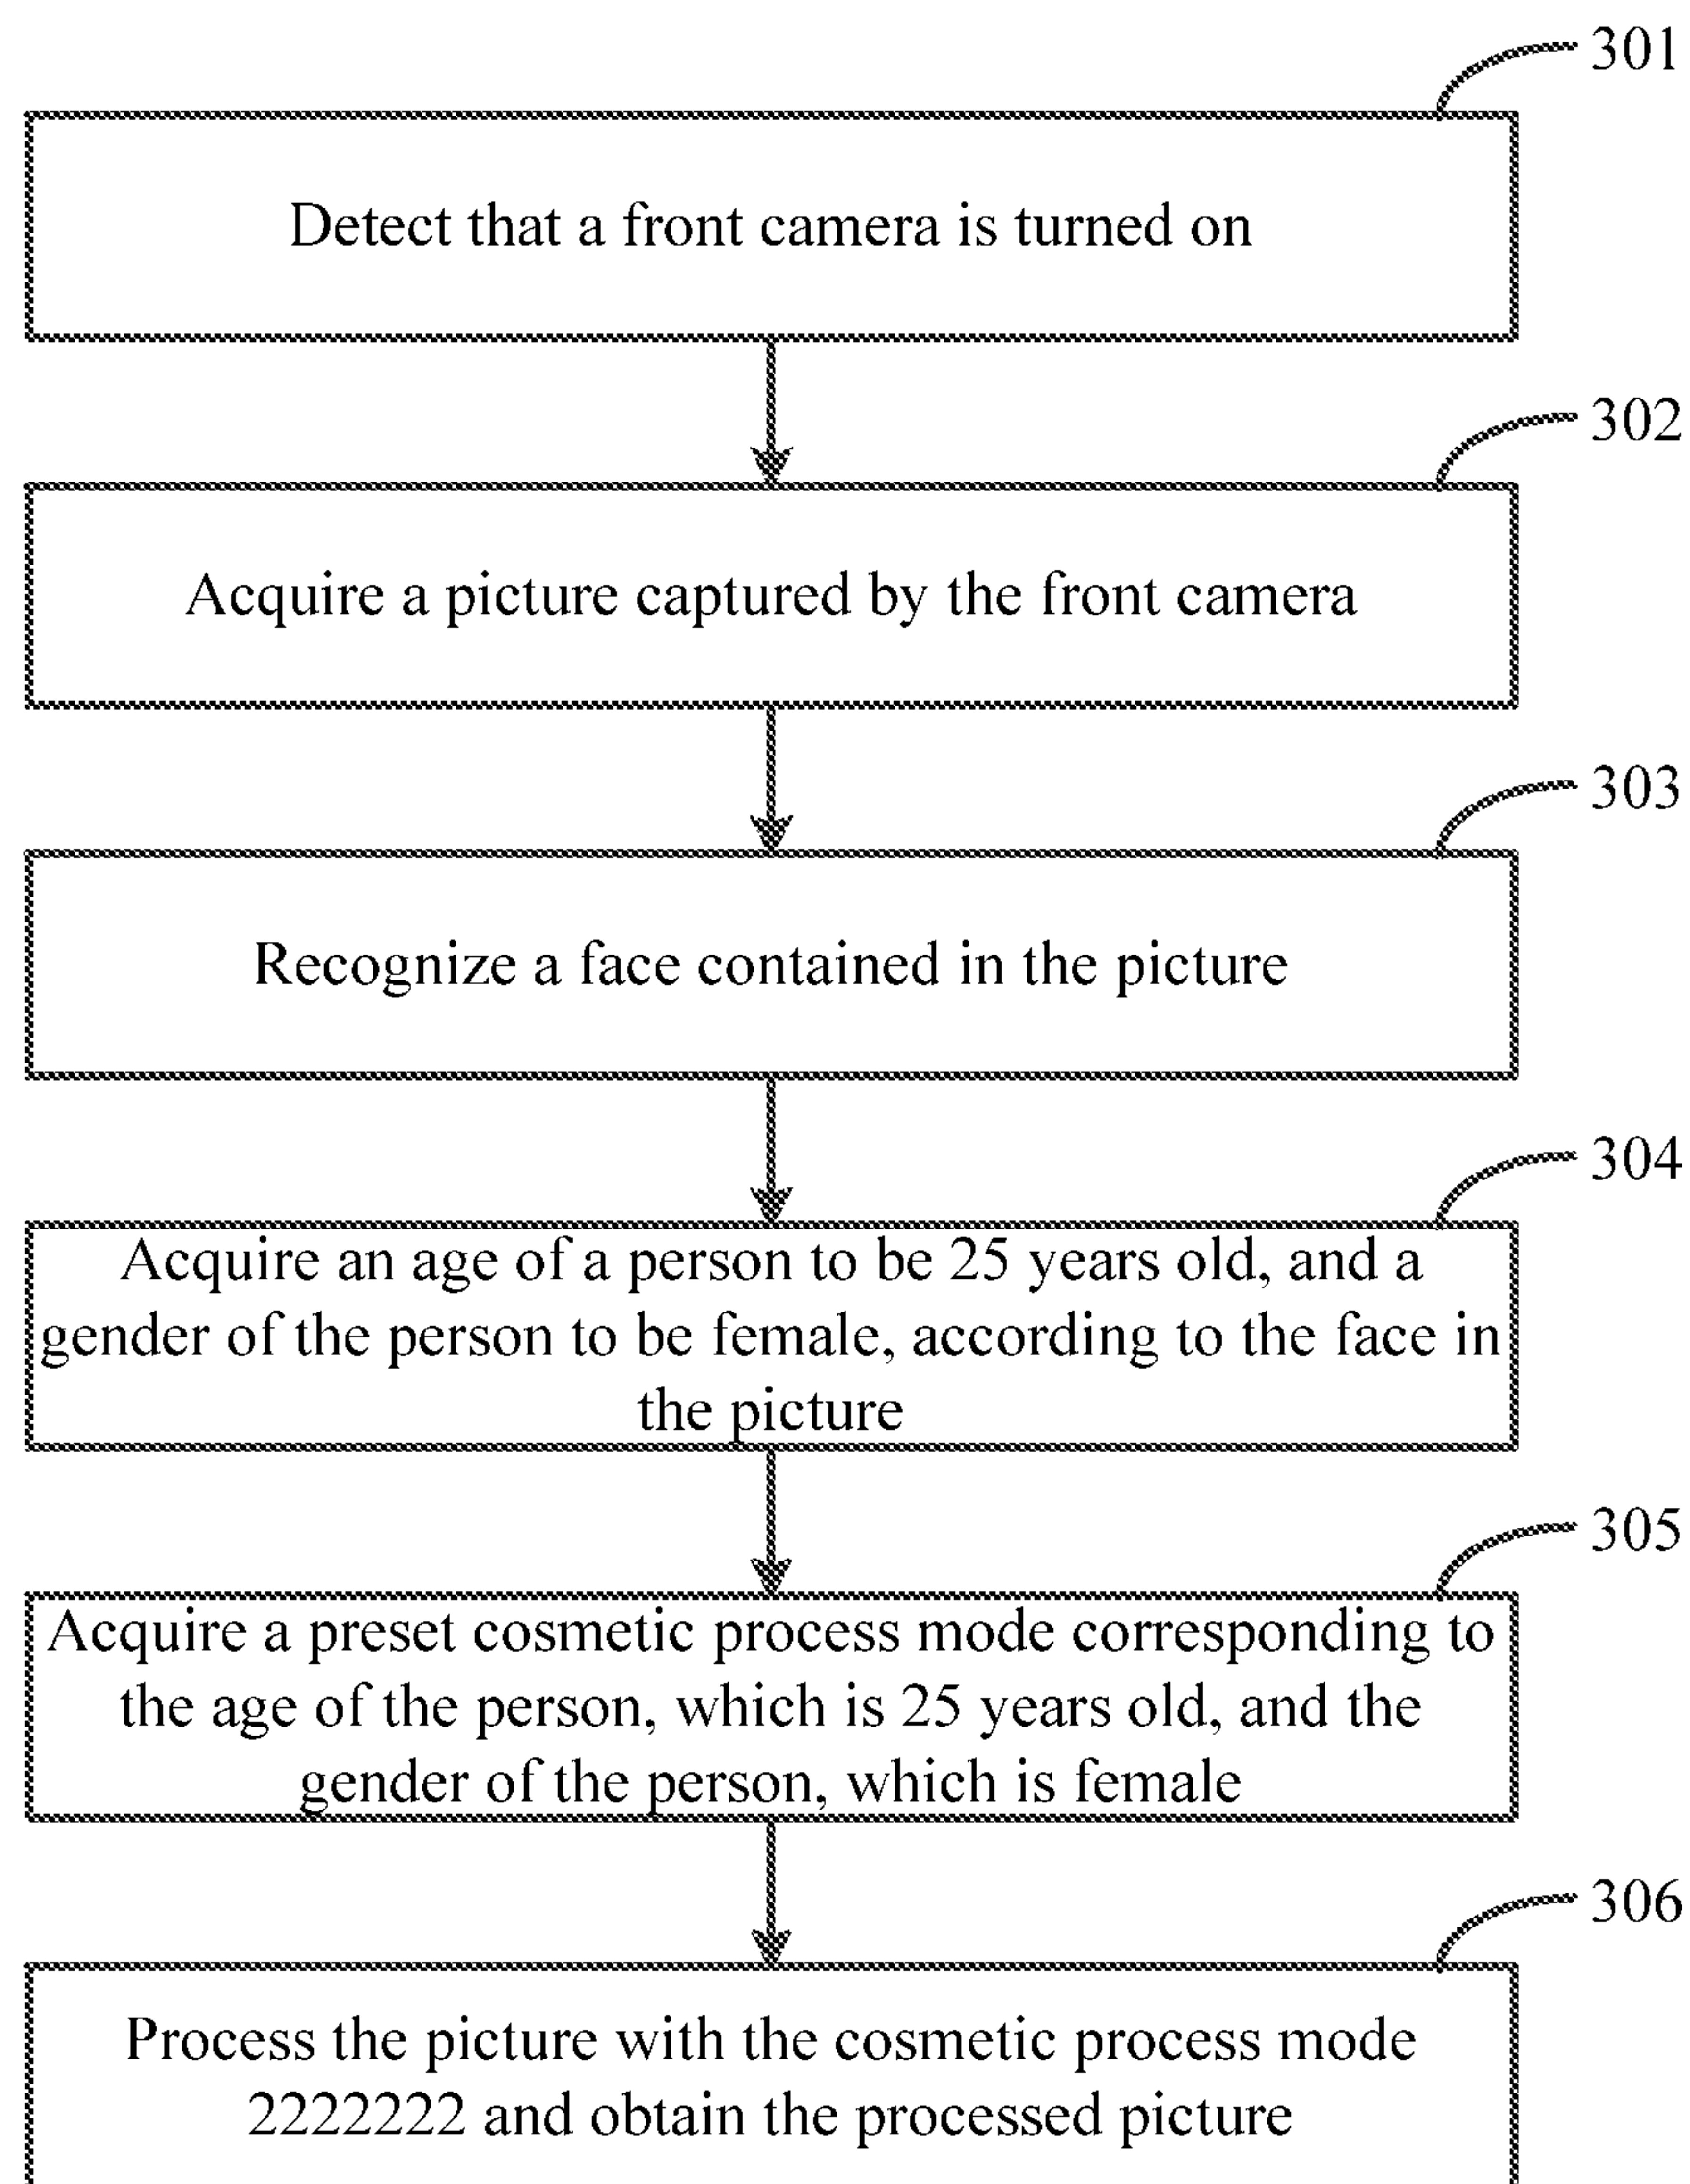 301
Detect that a front camera is turned on
302
Acquire a picture captured by the front camera
303
Recognize a face contained in the picture
304
Acquire an age of a person to be 25 years old, and a
gender of the person to be female, according to the face in
the picture
305
Acquire a preset cosmetic process mode corresponding to
the age of the person, which is 25 years old, and the
gender of the person, which is female
306
Process the picture with the cosmetic process mode
2222222 and obtain the processed picture